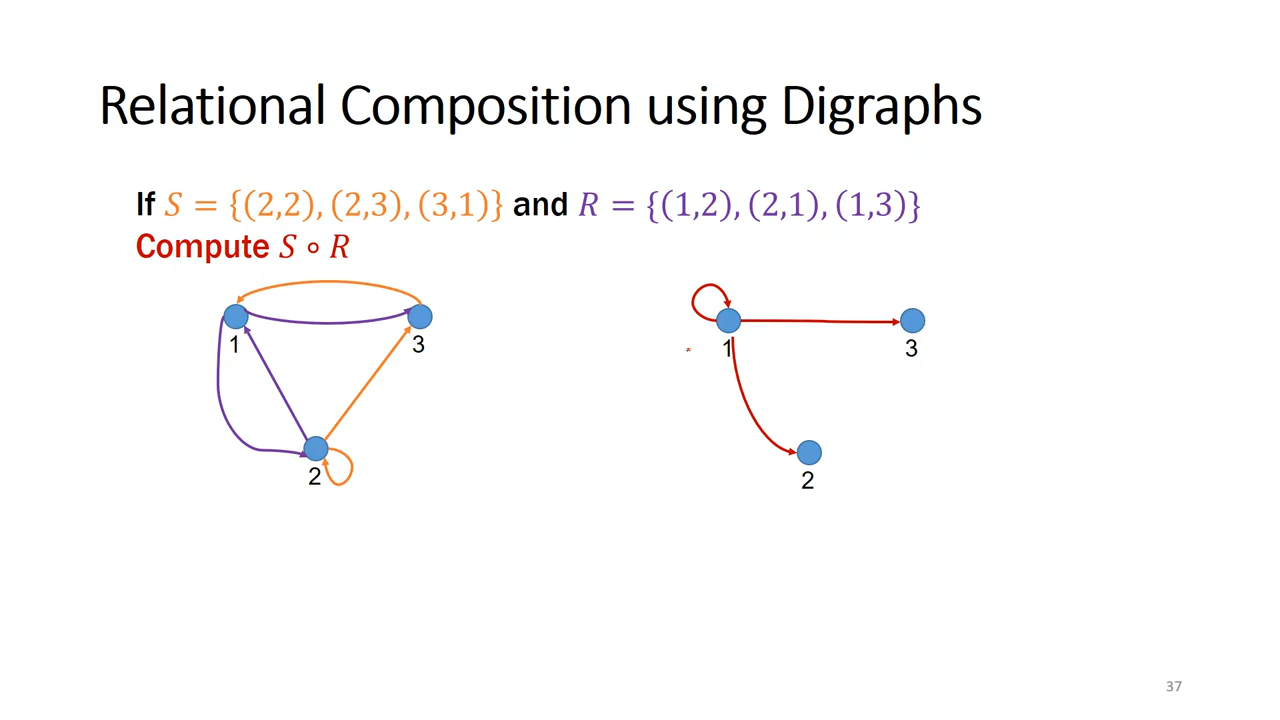 Relational Composition using Digraphs
If S = {(2,2), (2,3), (3,1)} and R = {(1,2), (2,1), (1,3)}
Compute S ∘ R
1
3
2
1
3
2
37